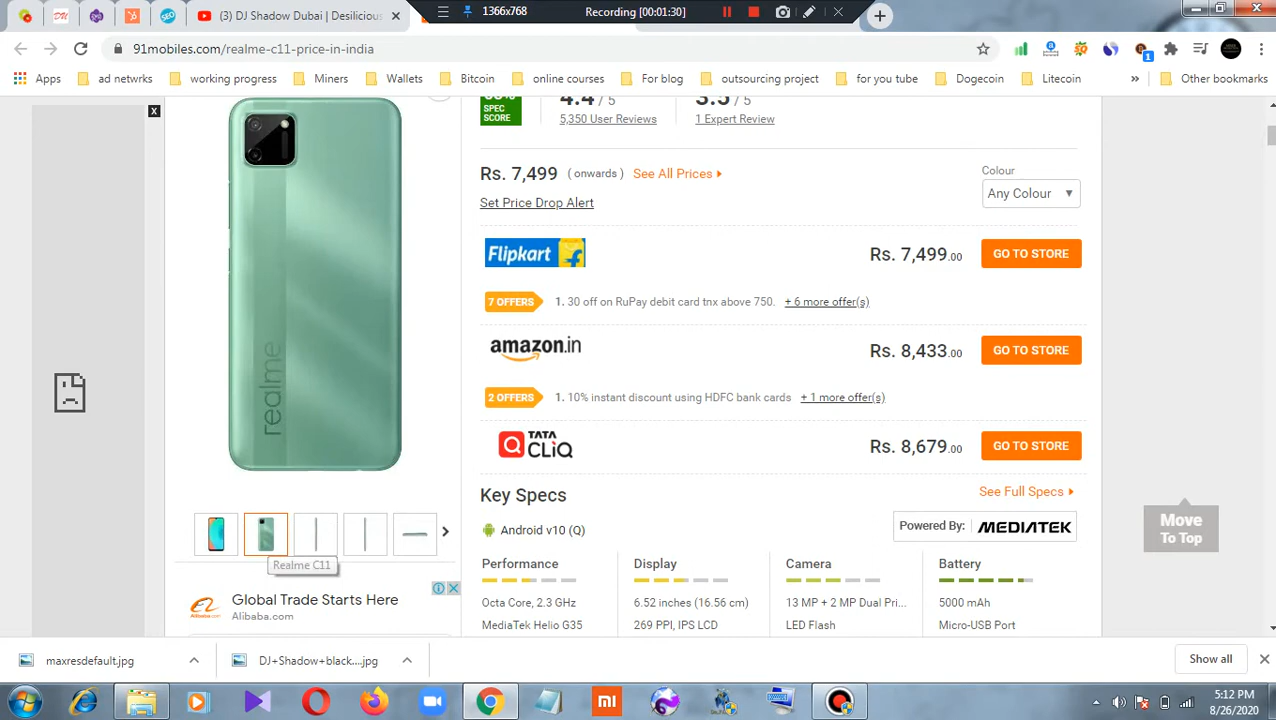 1366x768
Recording [00:01:30]
(3) DJ Shadow Dubai | Desilicious
91mobiles.com/realme-c11-price-in-india
Apps
ad netwrks
working progress
Miners
Wallets
Bitcoin
online courses
For blog
outsourcing project
for you tube
Dogecoin
Litecoin
»
Other bookmarks
X
realme
SPEC
SCORE
4.4 / 5
3.5 / 5
5,350 User Reviews
1 Expert Review
Rs. 7,499 ( onwards ) See All Prices
Set Price Drop Alert
Colour
Any Colour
Flipkart
Rs. 7,499.00
GO TO STORE
7 OFFERS
1. 30 off on RuPay debit card tnx above 750. + 6 more offer(s)
amazon.in
Rs. 8,433.00
GO TO STORE
2 OFFERS
1. 10% instant discount using HDFC bank cards + 1 more offer(s)
TATA
CLiQ
Rs. 8,679.00
GO TO STORE
Key Specs
See Full Specs
Android v10 (Q)
Powered By: MEDIATEK
Performance
Octa Core, 2.3 GHz
MediaTek Helio G35
Display
6.52 inches (16.56 cm)
269 PPI, IPS LCD
Camera
13 MP + 2 MP Dual Pri...
LED Flash
Battery
5000 mAh
Micro-USB Port
Move
To Top
Realme C11
Global Trade Starts Here
Alibaba.com
maxresdefault.jpg
DJ+Shadow+black....jpg
Show all
mi
5:12 PM
8/26/2020